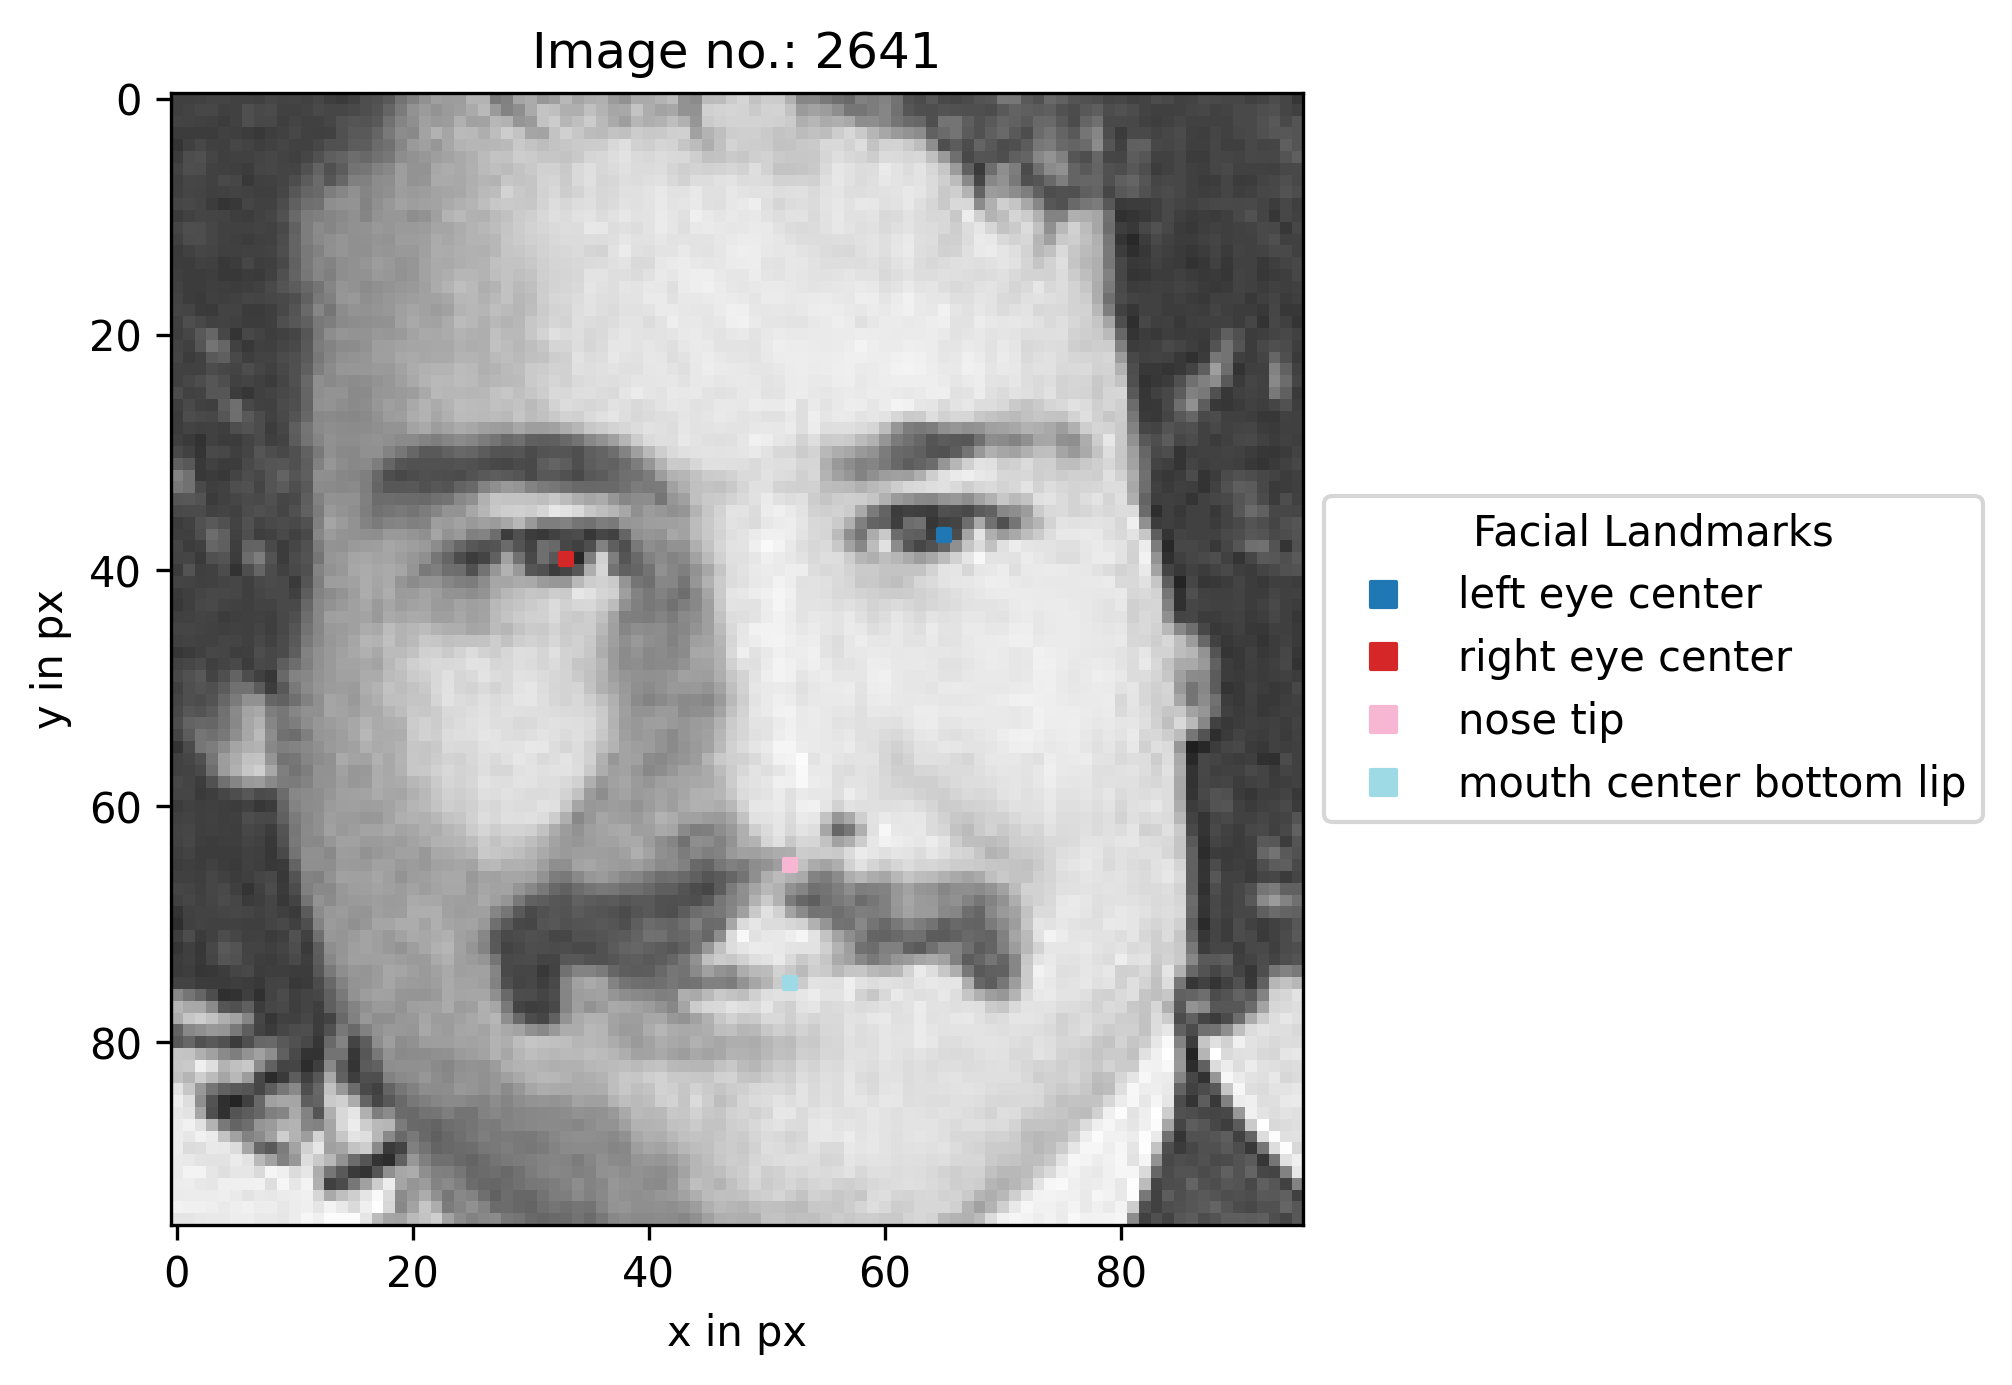 Image no.: 2641
0
20
40
60
80
y in px
0 20 40 60 80
x in px
Facial Landmarks
left eye center
right eye center
nose tip
mouth center bottom lip